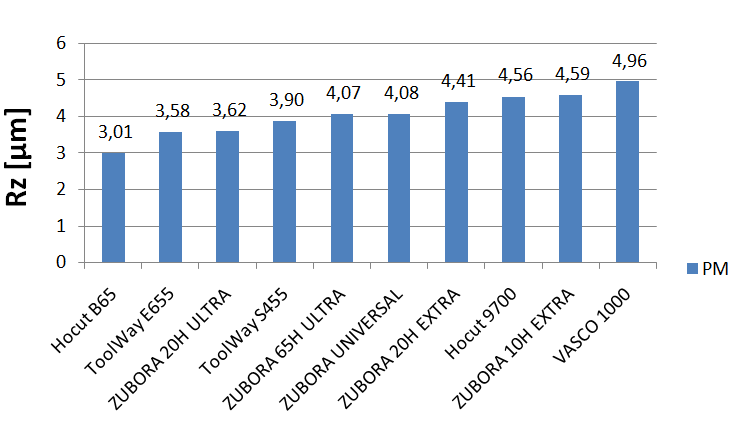 Rz [µm]
6
5
4
3
2
1
0
3,01
3,58
3,62
3,90
4,07
4,08
4,41
4,56
4,59
4,96
Hocut B65
ToolWay E655
ZUBORA 20H ULTRA
ToolWay S455
ZUBORA 65H ULTRA
ZUBORA UNIVERSAL
ZUBORA 20H EXTRA
Hocut 9700
ZUBORA 10H EXTRA
VASCO 1000
PM